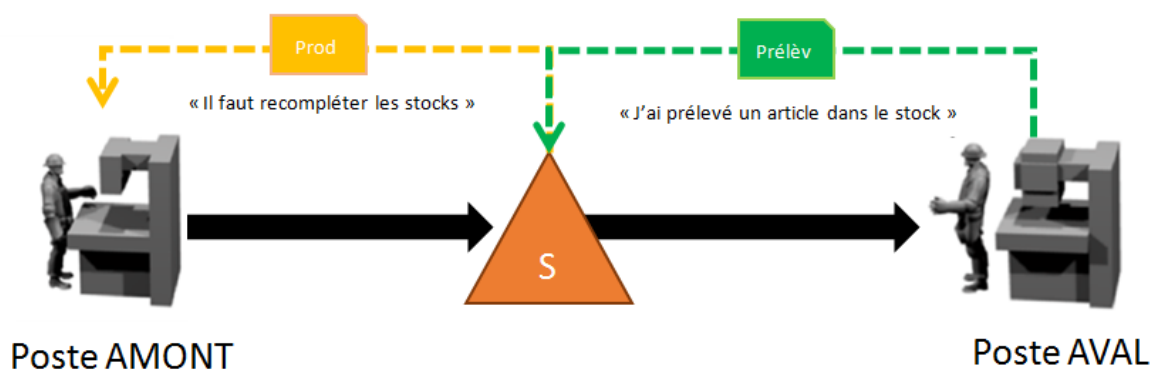 Prod
Prélèv
« Il faut recompléter les stocks »
« J’ai prélevé un article dans le stock »
S
Poste AMONT
Poste AVAL